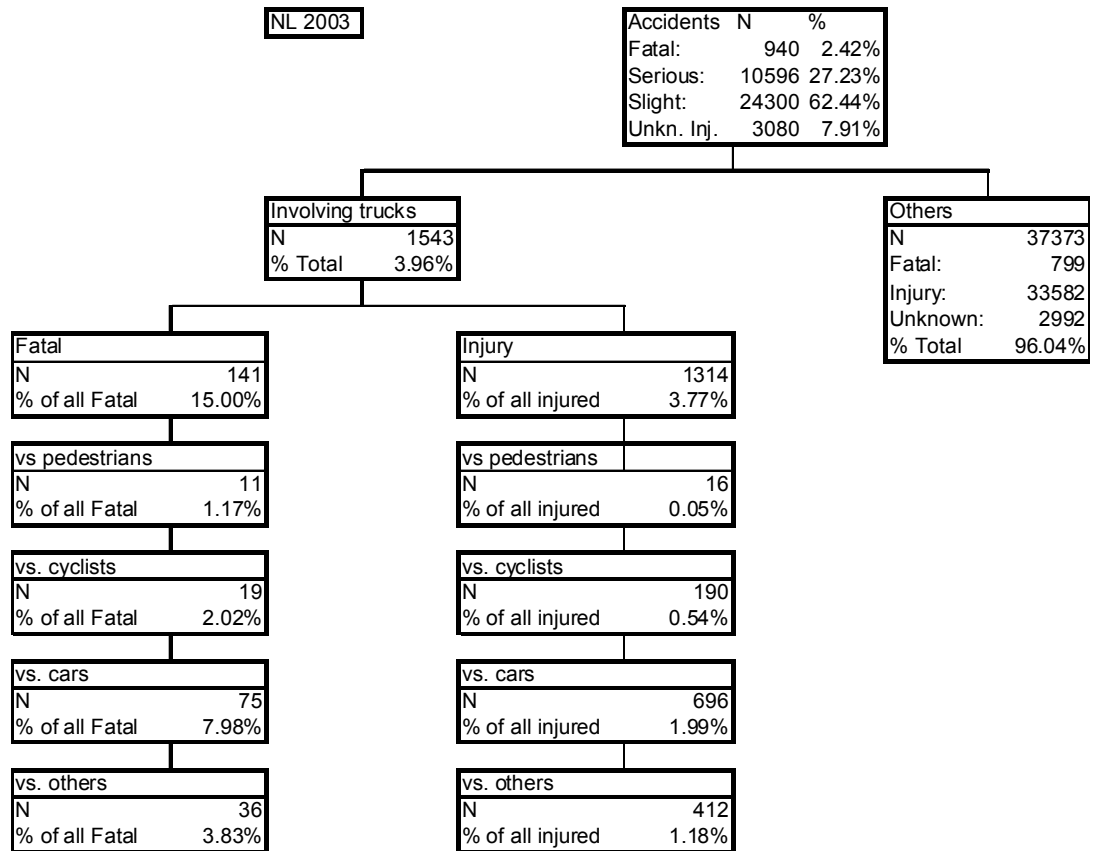 NL 2003
Accidents N %
Fatal: 940 2.42%
Serious: 10596 27.23%
Slight: 24300 62.44%
Unkn. Inj. 3080 7.91%
Involving trucks
N 1543
% Total 3.96%
Others
N 37373
Fatal: 799
Injury: 33582
Unknown: 2992
% Total 96.04%
Fatal
N 141
% of all Fatal 15.00%
Injury
N 1314
% of all injured 3.77%
vs pedestrians
N 11
% of all Fatal 1.17%
vs pedestrians
N 16
% of all injured 0.05%
vs. cyclists
N 19
% of all Fatal 2.02%
vs. cyclists
N 190
% of all injured 0.54%
vs. cars
N 75
% of all Fatal 7.98%
vs. cars
N 696
% of all injured 1.99%
vs. others
N 36
% of all Fatal 3.83%
vs. others
N 412
% of all injured 1.18%